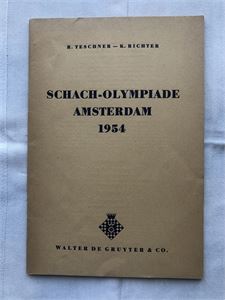 R. TESCHNER — K. RICHTER
SCHACH-OLYMPIADE
AMSTERDAM
1954
WALTER DE GRUYTER & CO.